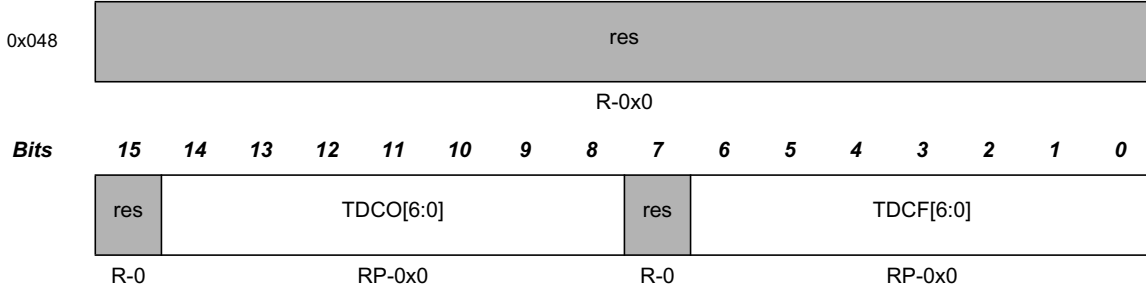 0x048 res
R-0x0
Bits 15 14 13 12 11 10 9 8 7 6 5 4 3 2 1 0
res TDCO[6:0] res TDCF[6:0]
R-0 RP-0x0 R-0 RP-0x0